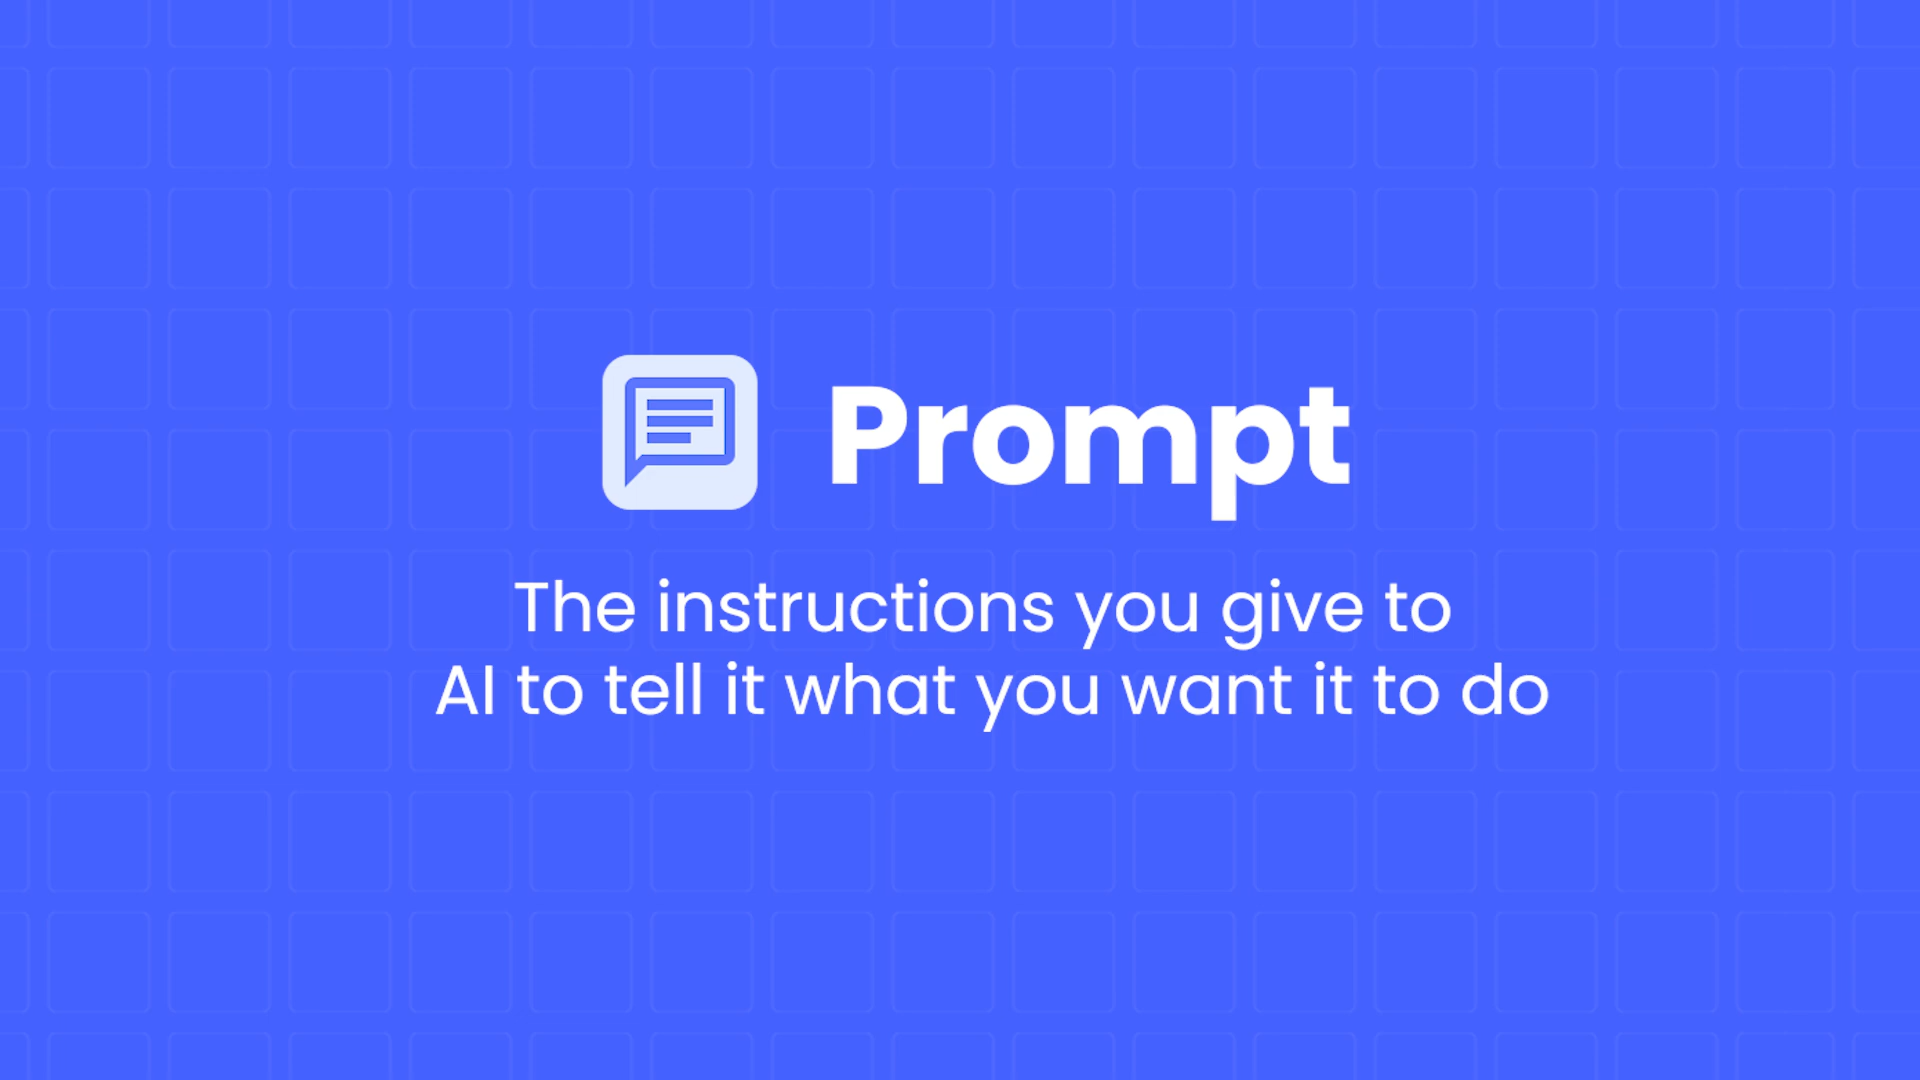 Prompt
The instructions you give to
AI to tell it what you want it to do